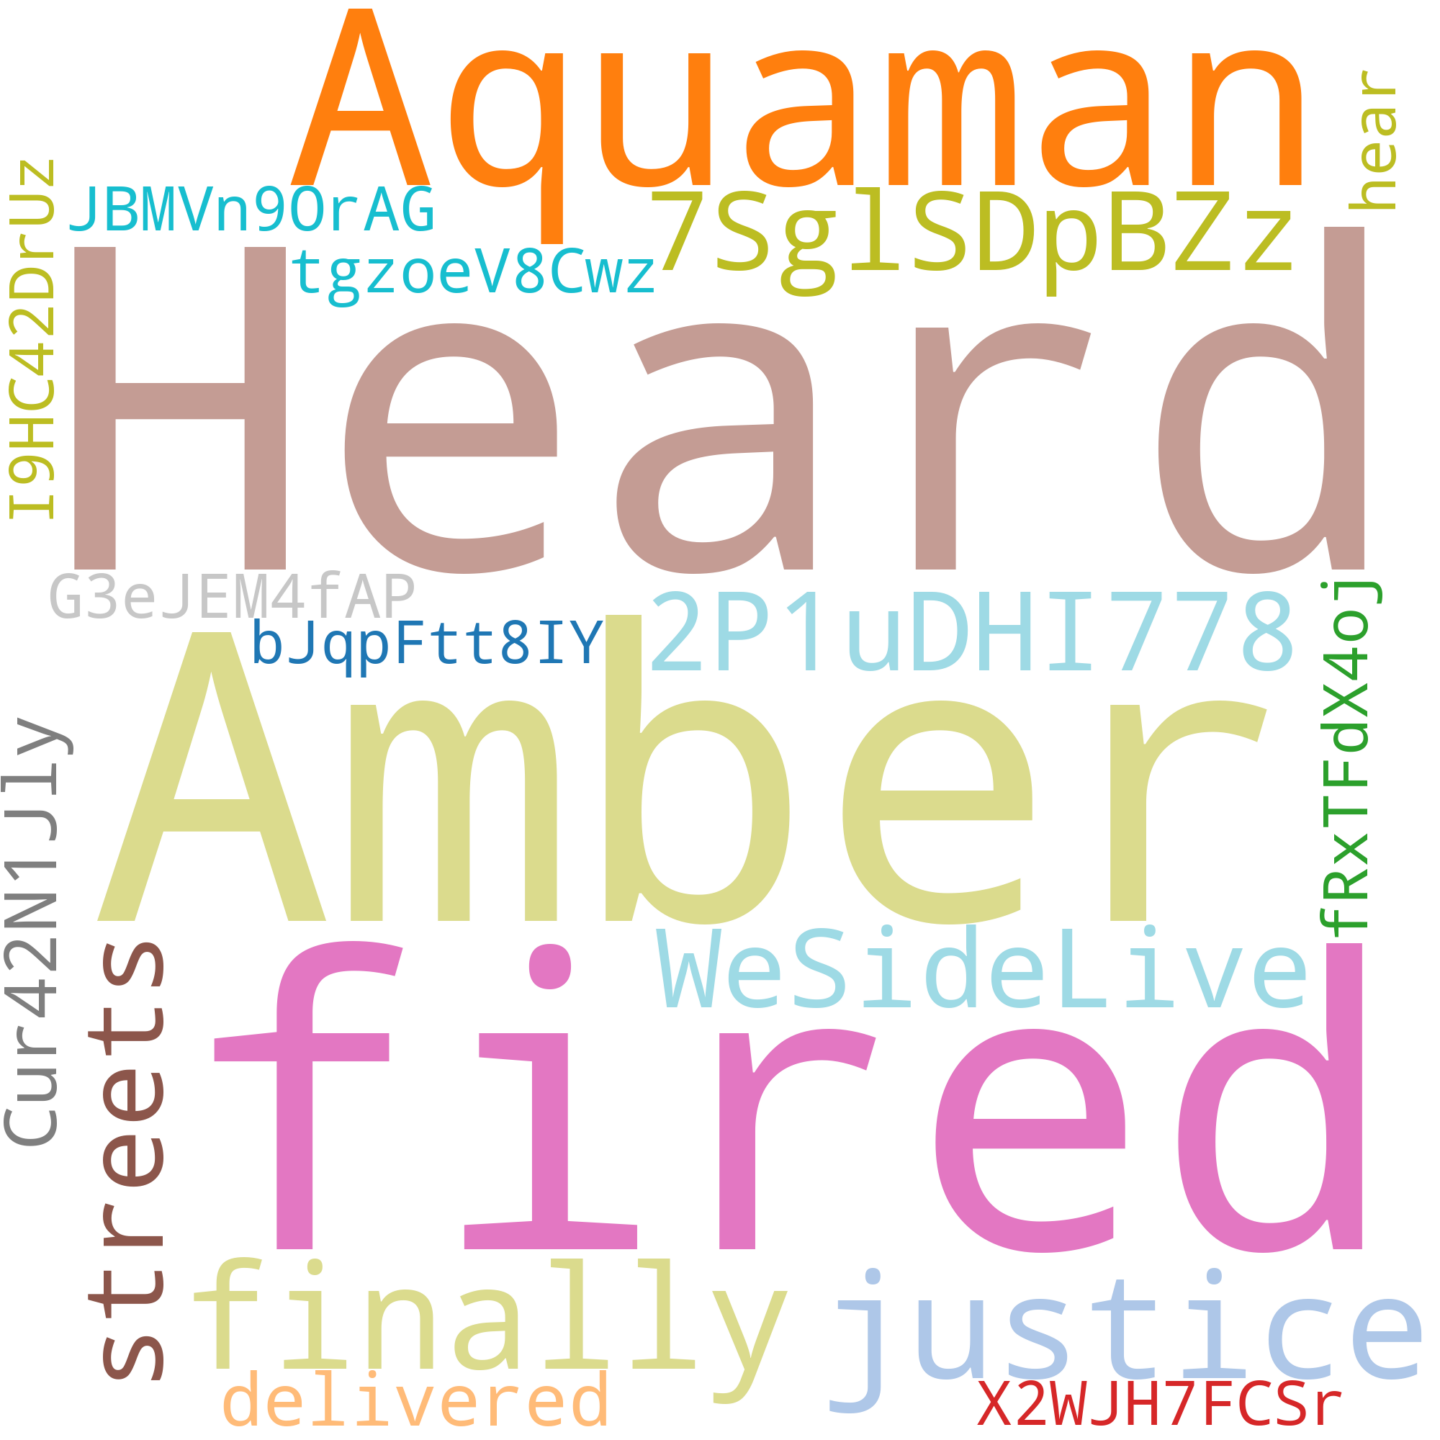 Aquaman
hear
I9HC42DrUz
JBMVn9OrAG
7SglSDpBZz
tgzoeV8Cwz
Heard
G3eJEM4fAP
bJqpFtt8IY
2P1uDHI778
fRxTFdX4oj
Amber
Cur42N1Jly
WeSideLive
streets
fired
finally
justice
delivered
X2WJH7FCSr